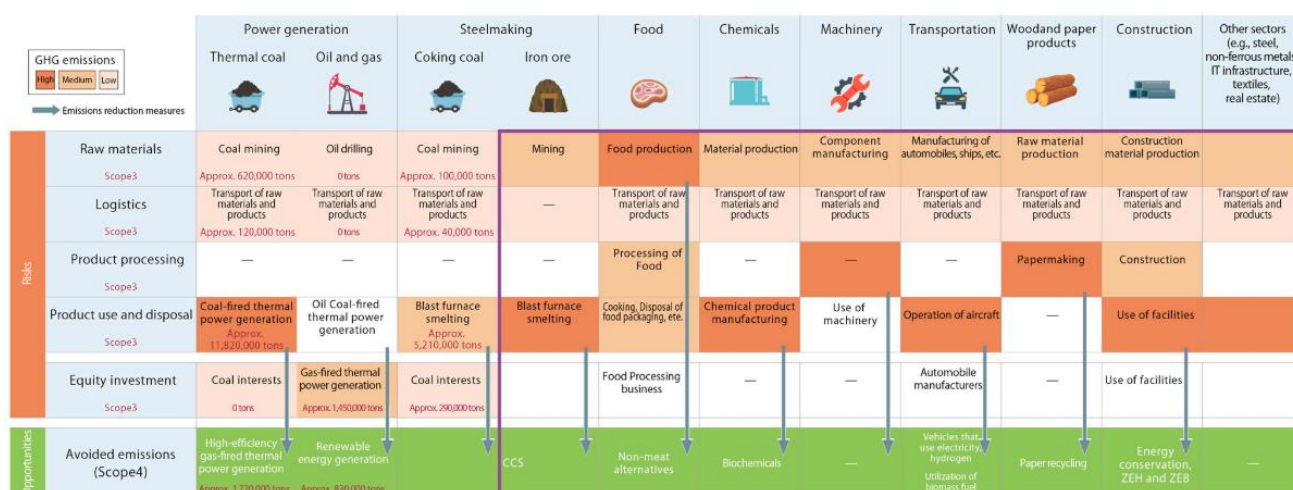 Power generation
Steelmaking
Food
Chemicals
Machinery
Transportation
Woodand paper
products
Construction
Other sectors
(e.g., steel,
non-ferrous metals
IT infrastructure,
textiles,
real estate)
GHG emissions
High
Medium
Low
Emissions reduction measures
Thermal coal
Oil and gas
Coking coal
Iron ore
Risks
Raw materials
Scope3
Coal mining
Approx. 620,000 tons
Oil drilling
0 tons
Coal mining
Approx. 100,000 tons
Mining
Food production
Material production
Component
manufacturing
Manufacturing of
automobiles, ships, etc.
Raw material
production
Construction
material production
Logistics
Scope3
Transport of raw
materials and
products
Approx. 120,000 tons
Transport of raw
materials and
products
0 tons
Transport of raw
materials and
products
Approx. 40,000 tons
—
Transport of raw
materials and
products
Transport of raw
materials and
products
Transport of raw
materials and
products
Transport of raw
materials and
products
Transport of raw
materials and
products
Transport of raw
materials and
products
Transport of raw
materials and
products
Product processing
Scope3
—
—
—
—
Processing of
Food
—
—
—
Papermaking
Construction
Product use and disposal
Scope3
Coal-fired thermal
power generation
Approx.
11,820,000 tons
Oil Coal-fired
thermal power
generation
Blast furnace
smelting
Approx.
5,210,000 tons
Blast furnace
smelting
Cooking, Disposal of
food packaging, etc.
Chemical product
manufacturing
Use of
machinery
Operation of aircraft
—
Use of facilities
Equity investment
Scope3
Coal interests
0 tons
Gas-fired thermal
power generation
Approx. 1,450,000 tons
Coal interests
Approx. 290,000 tons
Food Processing
business
—
—
Automobile
manufacturers
—
Use of facilities
Opportunities
Avoided emissions
(Scope4)
High-efficiency
gas-fired thermal
power generation
Approx. 1,720,000 tons
Renewable
energy generation
Approx. 830,000 tons
CCS
Non-meat
alternatives
Biochemicals
—
Vehicles that
use electricity,
hydrogen
Utilization of
biomass fuel
Paper recycling
Energy
conservation,
ZEH and ZEB
—